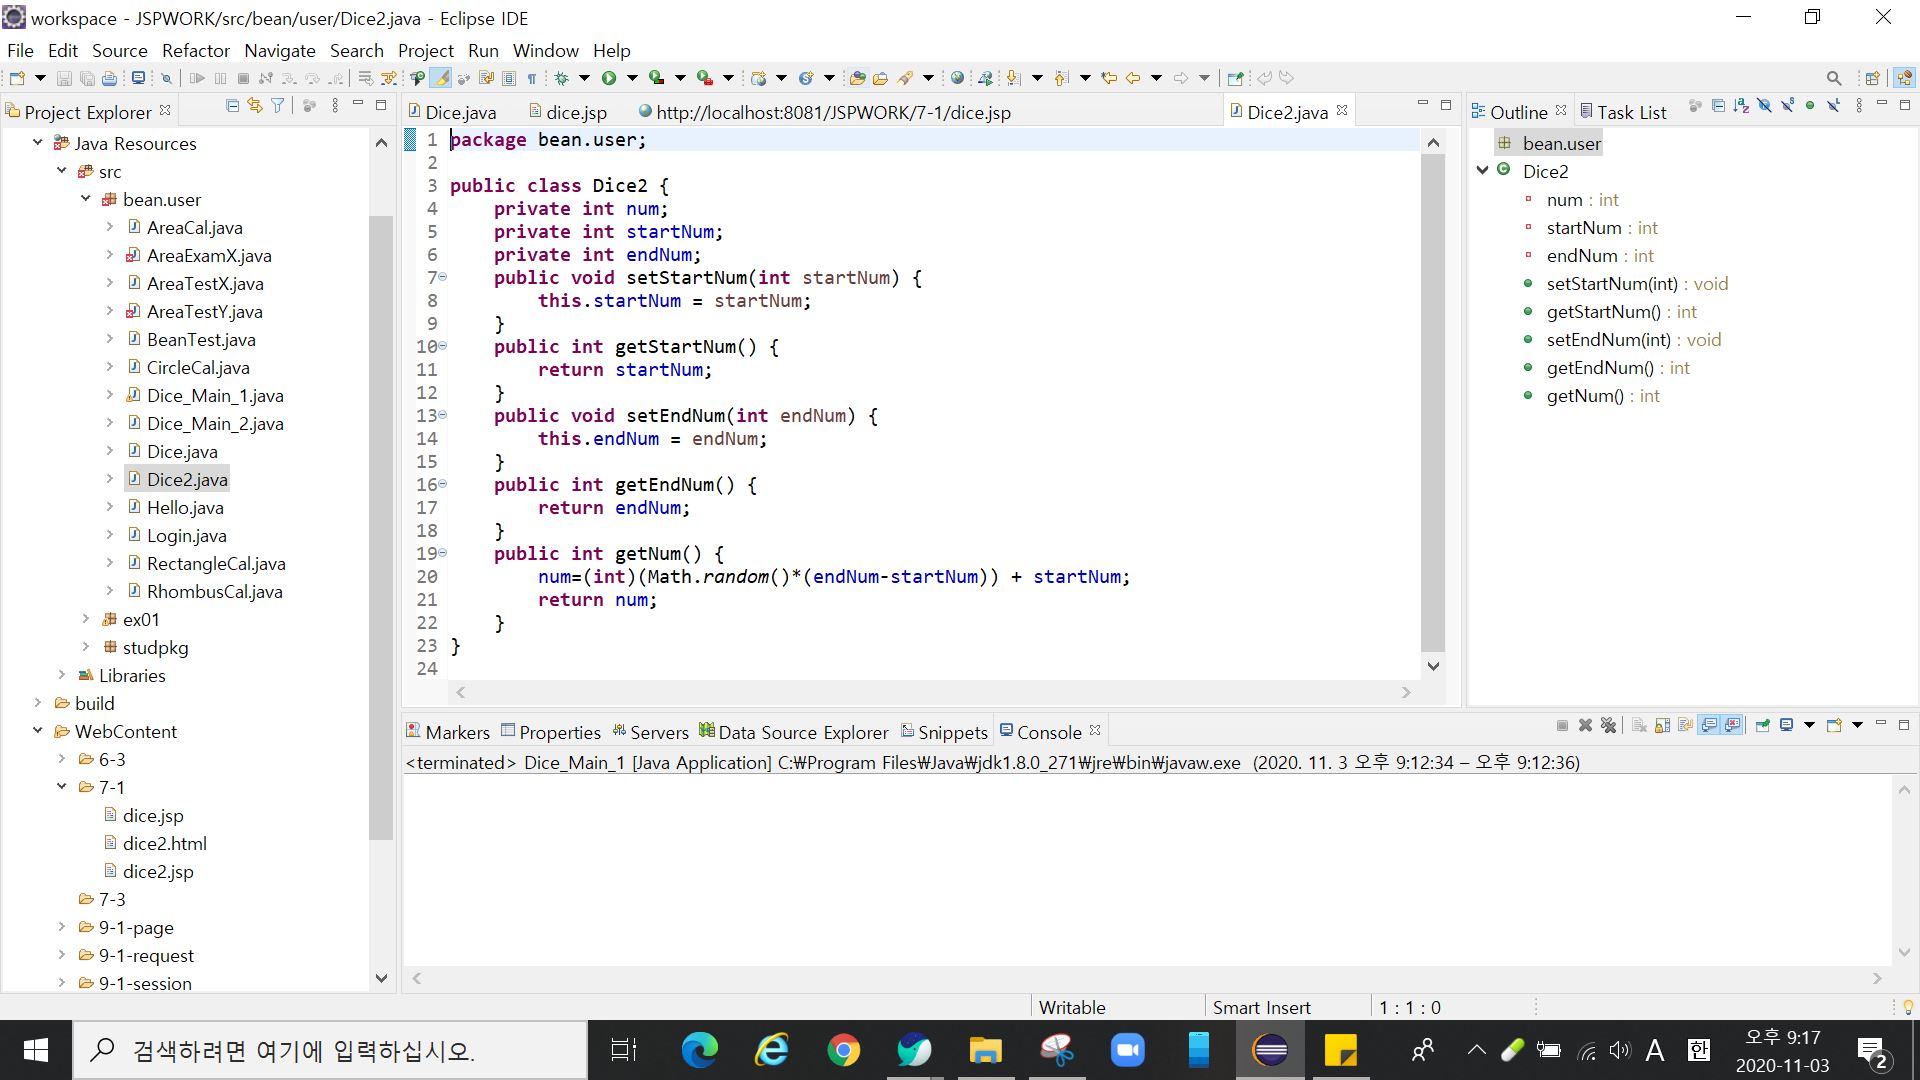 workspace - JSPWORK/src/bean/user/Dice2.java - Eclipse IDE
File Edit Source Refactor Navigate Search Project Run Window Help
Project Explorer
Java Resources
src
bean.user
AreaCal.java
AreaExamX.java
AreaTestX.java
AreaTestY.java
BeanTest.java
CircleCal.java
Dice_Main_1.java
Dice_Main_2.java
Dice.java
Dice2.java
Hello.java
Login.java
RectangleCal.java
RhombusCal.java
ex01
studpkg
Libraries
build
WebContent
6-3
7-1
dice.jsp
dice2.html
dice2.jsp
7-3
9-1-page
9-1-request
9-1-session
Dice.java dice.jsp http://localhost:8081/JSPWORK/7-1/dice.jsp Dice2.java
1 package bean.user;
2
3 public class Dice2 {
4 private int num;
5 private int startNum;
6 private int endNum;
7 public void setStartNum(int startNum) {
8 this.startNum = startNum;
9 }
10 public int getStartNum() {
11 return startNum;
12 }
13 public void setEndNum(int endNum) {
14 this.endNum = endNum;
15 }
16 public int getEndNum() {
17 return endNum;
18 }
19 public int getNum() {
20 num=(int)(Math.random()*(endNum-startNum)) + startNum;
21 return num;
22 }
23 }
24
Outline Task List
bean.user
Dice2
num : int
startNum : int
endNum : int
setStartNum(int) : void
getStartNum() : int
setEndNum(int) : void
getEndNum() : int
getNum() : int
Markers Properties Servers Data Source Explorer Snippets Console
<terminated> Dice_Main_1 [Java Application] C:₩Program Files₩Java₩jdk1.8.0_271₩jre₩bin₩javaw.exe (2020. 11. 3 오후 9:12:34 – 오후 9:12:36)
Writable Smart Insert 1 : 1 : 0
검색하려면 여기에 입력하십시오.
A 한
오후 9:17
2020-11-03
2